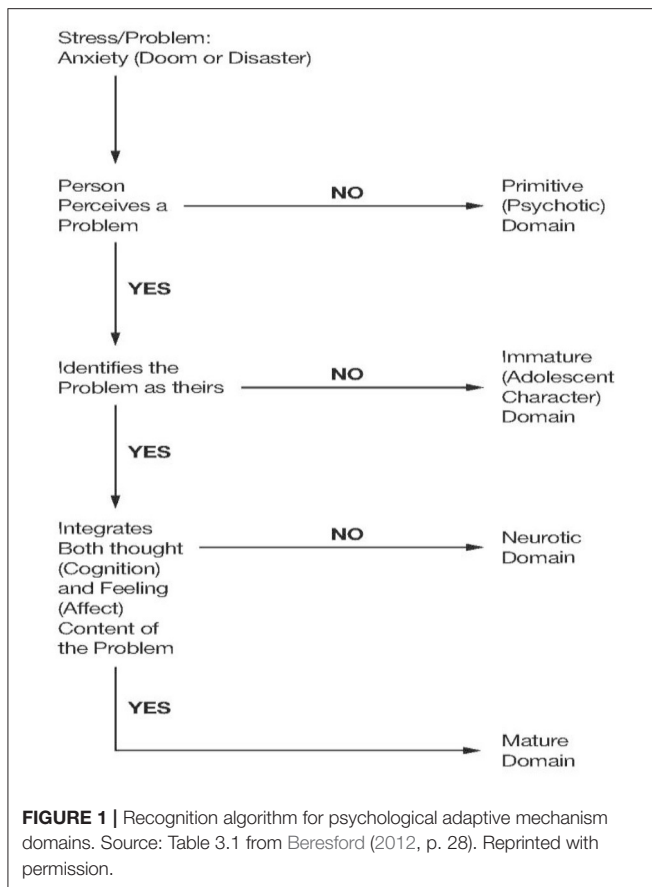 Stress/Problem:
Anxiety (Doom or Disaster)
Person
Perceives a
Problem
NO
Primitive
(Psychotic)
Domain
YES
Identifies the
Problem as theirs
NO
Immature
(Adolescent
Character)
Domain
YES
Integrates
Both thought
(Cognition)
and Feeling
(Affect)
Content of
the Problem
NO
Neurotic
Domain
YES
Mature
Domain
FIGURE 1 | Recognition algorithm for psychological adaptive mechanism
domains. Source: Table 3.1 from Beresford (2012, p. 28). Reprinted with
permission.